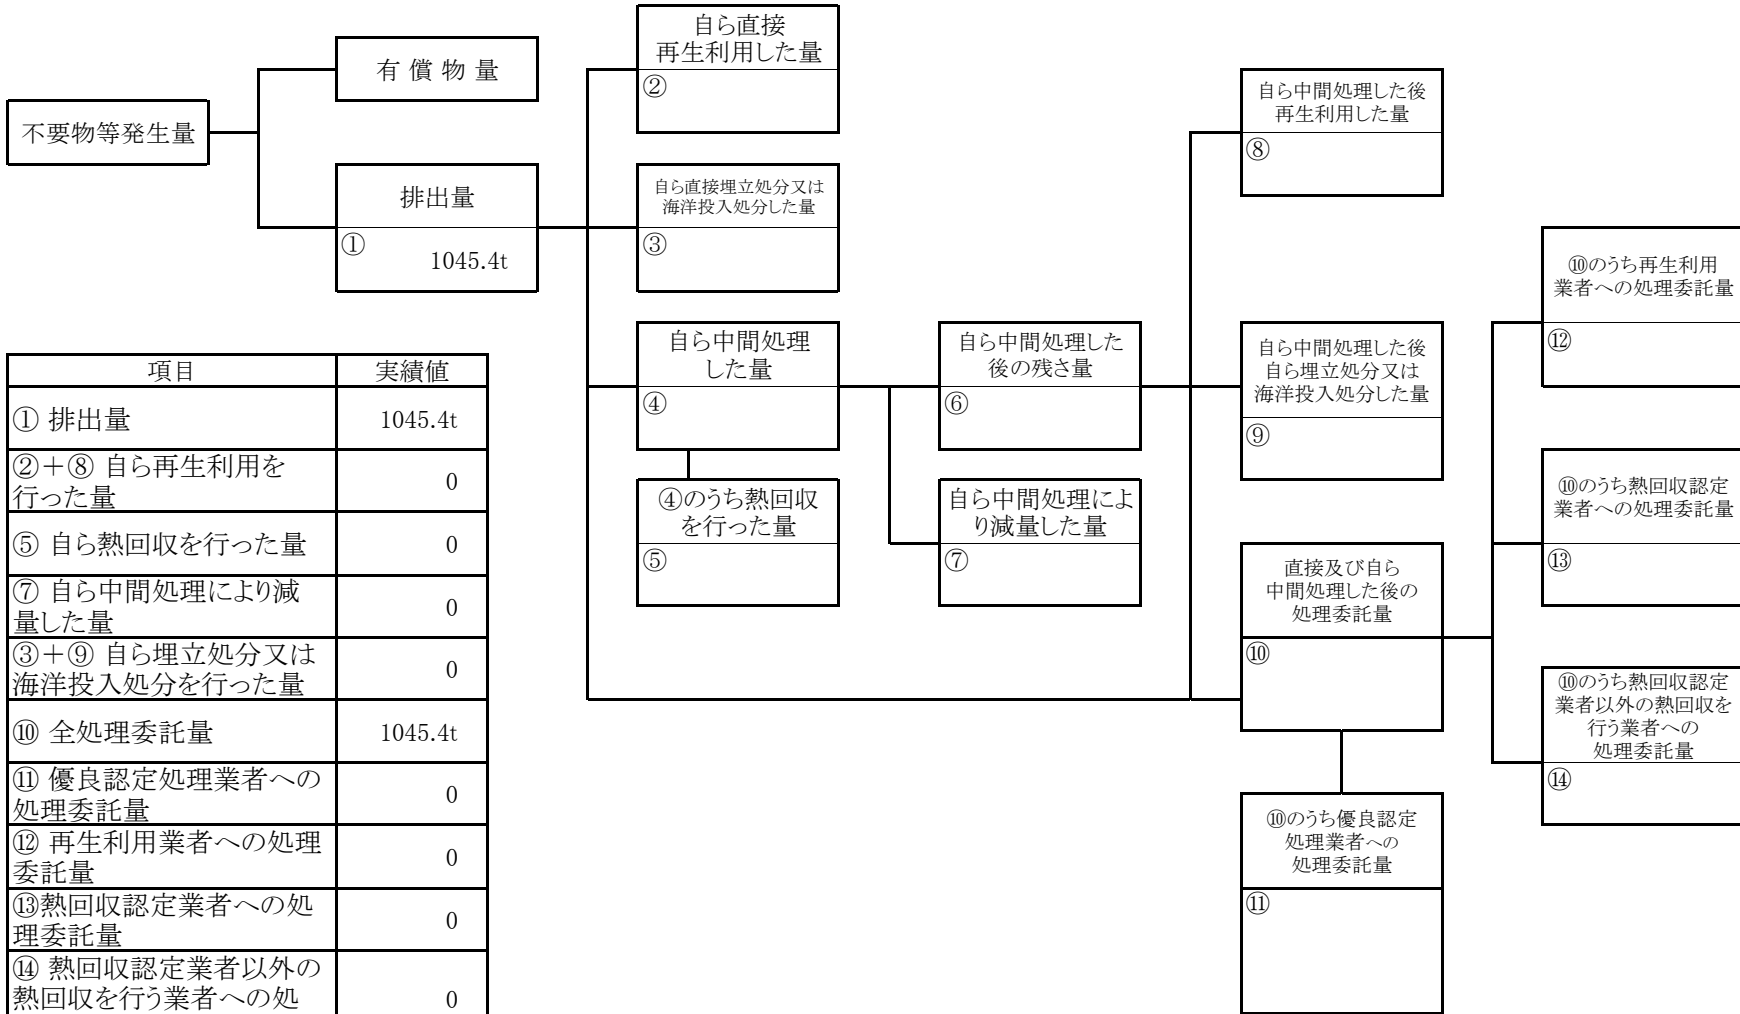 不要物等発生量
有 償 物 量
排出量
①
1045.4t
自ら直接
再生利用した量
②
自ら直接埋立処分又は
海洋投入処分した量
③
自ら中間処理
した量
④
④のうち熱回収
を行った量
⑤
自ら中間処理した
後の残さ量
⑥
自ら中間処理によ
り減量した量
⑦
自ら中間処理した後
再生利用した量
⑧
自ら中間処理した後
自ら埋立処分又は
海洋投入処分した量
⑨
直接及び自ら
中間処理した後の
処理委託量
⑩
⑩のうち優良認定
処理業者への
処理委託量
⑪
⑩のうち再生利用
業者への処理委託量
⑫
⑩のうち熱回収認定
業者への処理委託量
⑬
⑩のうち熱回収認定
業者以外の熱回収を
行う業者への
処理委託量
⑭
項目 実績値
① 排出量 1045.4t
②+⑧ 自ら再生利用を
行った量 0
⑤ 自ら熱回収を行った量 0
⑦ 自ら中間処理により減
量した量 0
③+⑨ 自ら埋立処分又は
海洋投入処分を行った量 0
⑩ 全処理委託量 1045.4t
⑪ 優良認定処理業者への
処理委託量 0
⑫ 再生利用業者への処理
委託量 0
⑬熱回収認定業者への処
理委託量 0
⑭ 熱回収認定業者以外の
熱回収を行う業者への処 0